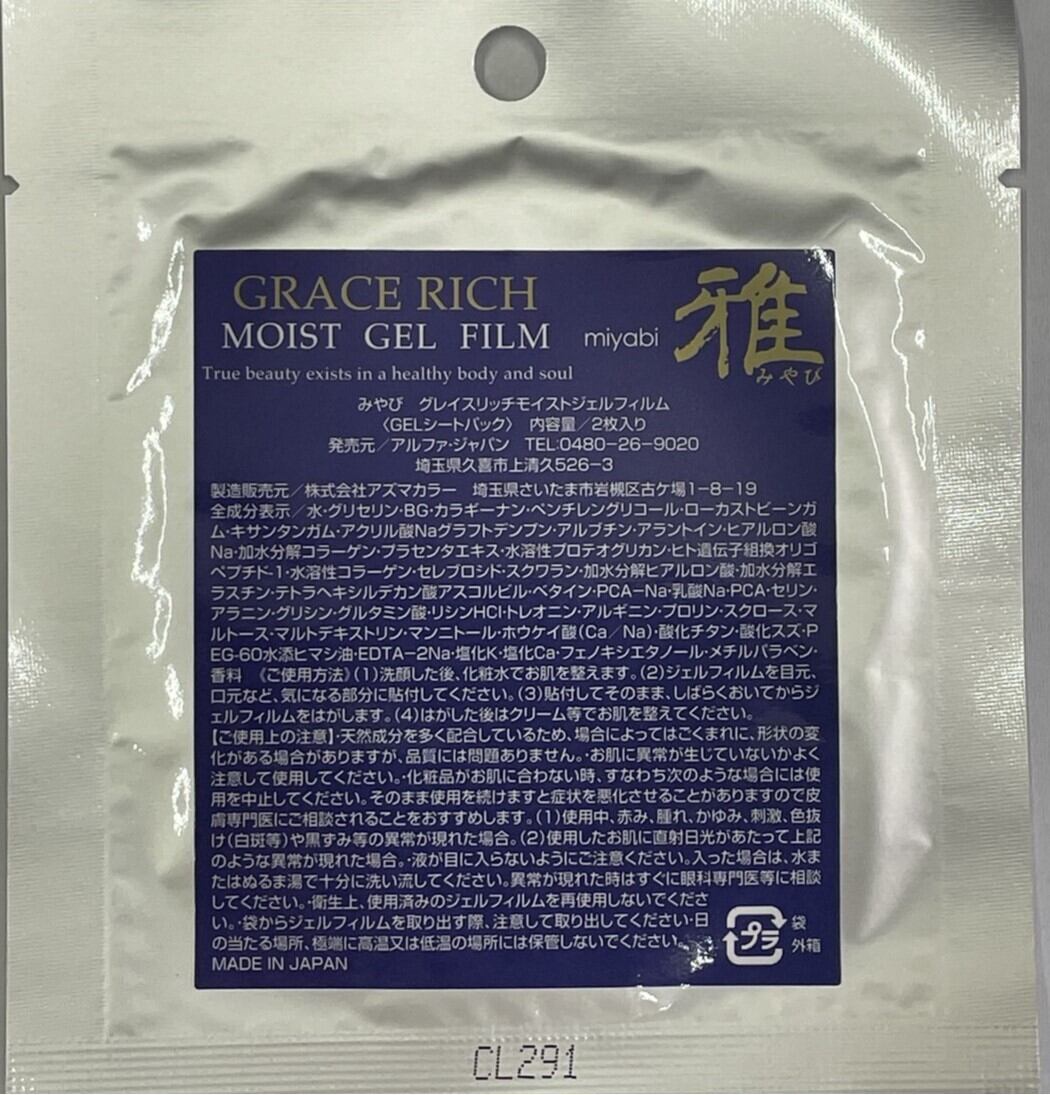 GRACE RICH
MOIST GEL FILM miyabi 雅
みやび
True beauty exists in a healthy body and soul
みやび グレイスリッチモイストジェルフィルム
〈GELシートパック〉 内容量／2枚入り
発売元／アルファ・ジャパン TEL:0480-26-9020
埼玉県久喜市上清久526-3
製造販売元／株式会社アズマカラー 埼玉県さいたま市岩槻区古ケ場1-8-19
全成分表示／水・グリセリン・BG・カラギーナン・ペンチレングリコール・ローカストビーンガ
ム・キサンタンガム・アクリル酸Naグラフトデンプン・アルブチン・アラントイン・ヒアルロン酸
Na・加水分解コラーゲン・プラセンタエキス・水溶性プロテオグリカン・ヒト遺伝子組換オリゴ
ペプチド-1・水溶性コラーゲン・セレブロシド・スクワラン・加水分解ヒアルロン酸・加水分解エ
ラスチン・テトラヘキシルデカン酸アスコルビル・ベタイン・PCA-Na・乳酸Na・PCA・セリン・
アラニン・グリシン・グルタミン酸・リシンHCl・トレオニン・アルギニン・プロリン・スクロース・マ
ルトース・マルトデキストリン・マンニトール・ホウケイ酸(Ca／Na)・酸化チタン・酸化スズ・P
EG-60水添ヒマシ油・EDTA-2Na・塩化K・塩化Ca・フェノキシエタノール・メチルパラベン・
香料 《ご使用方法》(1)洗顔した後、化粧水でお肌を整えます。(2)ジェルフィルムを目元、
口元など、気になる部分に貼付してください。(3)貼付してそのまま、しばらくおいてからジ
ェルフィルムをはがします。(4)はがした後はクリーム等でお肌を整えてください。
【ご使用上の注意】・天然成分を多く配合しているため、場合によってはごくまれに、形状の変
化がある場合がありますが、品質には問題ありません。・お肌に異常が生じていないかよく
注意して使用してください。・化粧品がお肌に合わない時、すなわち次のような場合には使
用を中止してください。そのまま使用を続けますと症状を悪化させることがありますので皮
膚専門医にご相談されることをおすすめします。(1)使用中、赤み、腫れ、かゆみ、刺激、色抜
け(白斑等)や黒ずみ等の異常が現れた場合。(2)使用したお肌に直射日光があたって上記
のような異常が現れた場合。・液が目に入らないようにご注意ください。入った場合は、水ま
たはぬるま湯で十分に洗い流してください。異常が現れた時はすぐに眼科専門医等に相談
してください。・衛生上、使用済みのジェルフィルムを再使用しないでくださ
い。・袋からジェルフィルムを取り出す際、注意して取り出してください・日
の当たる場所、極端に高温又は低温の場所には保管しないでください。
MADE IN JAPAN
プラ
袋
外箱
CL291